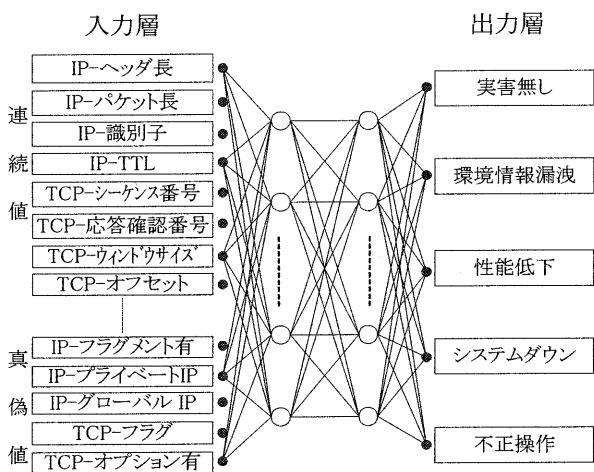 入力層
出力層
連続値
IP-ヘッダ長
IP-パケット長
IP-識別子
IP-TTL
TCP-シーケンス番号
TCP-応答確認番号
TCP-ウィンドウサイズ
TCP-オフセット
真偽値
IP-フラグメント有
IP-プライベートIP
IP-グローバル IP
TCP-フラグ
TCP-オプション有
実害無し
環境情報漏洩
性能低下
システムダウン
不正操作